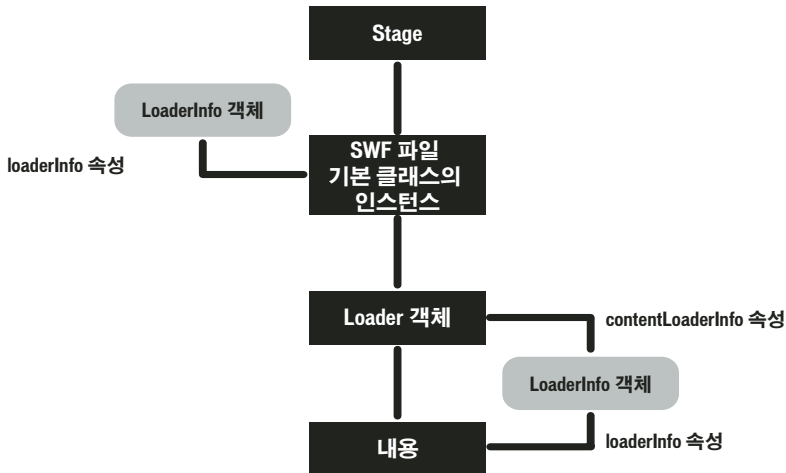 Stage
LoaderInfo 객체
loaderInfo 속성
SWF 파일
기본 클래스의
인스턴스
Loader 객체
contentLoaderInfo 속성
LoaderInfo 객체
내용
loaderInfo 속성